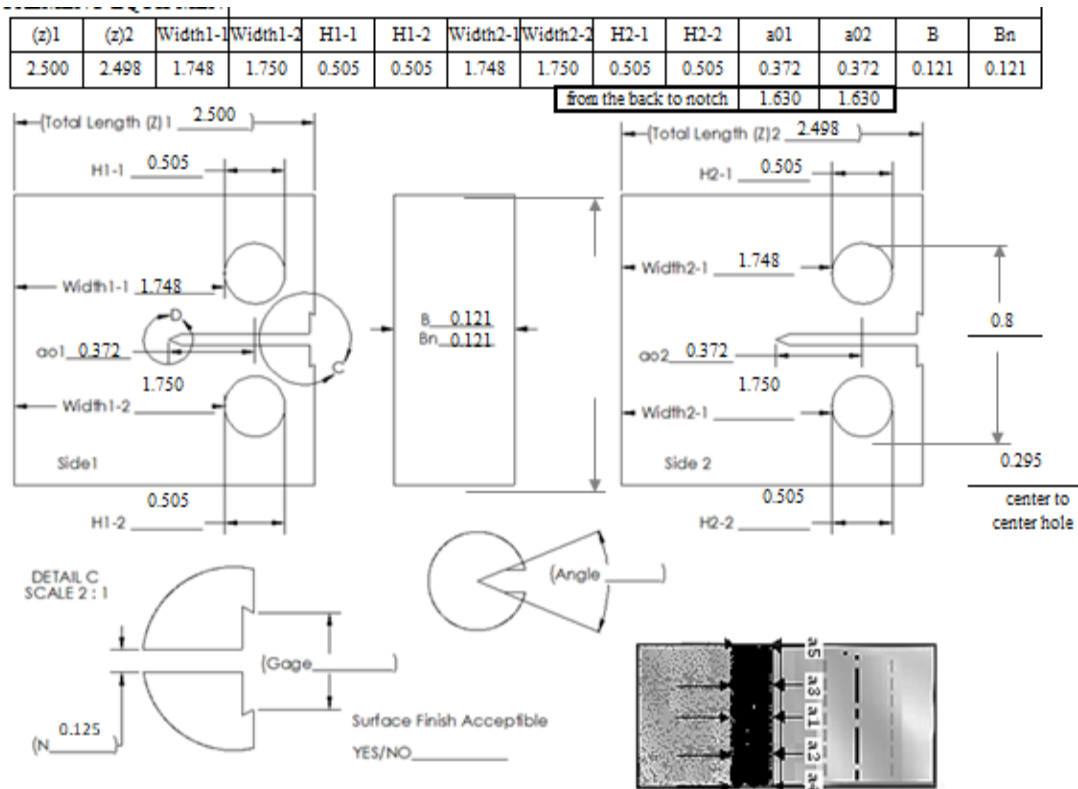 (z)1 (z)2 Width1-1 Width1-2 H1-1 H1-2 Width2-1 Width2-2 H2-1 H2-2 a01 a02 B Bn
2.500 2.498 1.748 1.750 0.505 0.505 1.748 1.750 0.505 0.505 0.372 0.372 0.121 0.121
from the back to notch 1.630 1.630
(Total Length (Z)1 2.500 )
(Total Length (Z)2 2.498 )
H1-1 0.505
H2-1 0.505
Width1-1 1.748
Width2-1 1.748
D
B 0.121
Bn 0.121
0.8
ao1 0.372
ao2 0.372
C
1.750
Width1-2
1.750
Width2-1
Side1
Side 2
0.295
center to
center hole
0.505
H1-2
0.505
H2-2
DETAIL C
SCALE 2 : 1
(Angle )
(Gage )
0.125
(N )
Surface Finish Acceptible
YES/NO
a5
a3
a1
a2